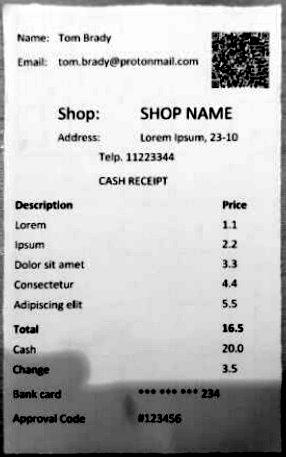 Name: Tom Brady
Email: tom.brady@protonmail.com
Shop: SHOP NAME
Address: Lorem Ipsum, 23-10
Telp. 11223344
CASH RECEIPT
Description Price
Lorem 1.1
Ipsum 2.2
Dolor sit amet 3.3
Consectetur 4.4
Adipiscing elit 5.5
Total 16.5
Cash 20.0
Change 3.5
Bank card *** *** *** 234
Approval Code #123456